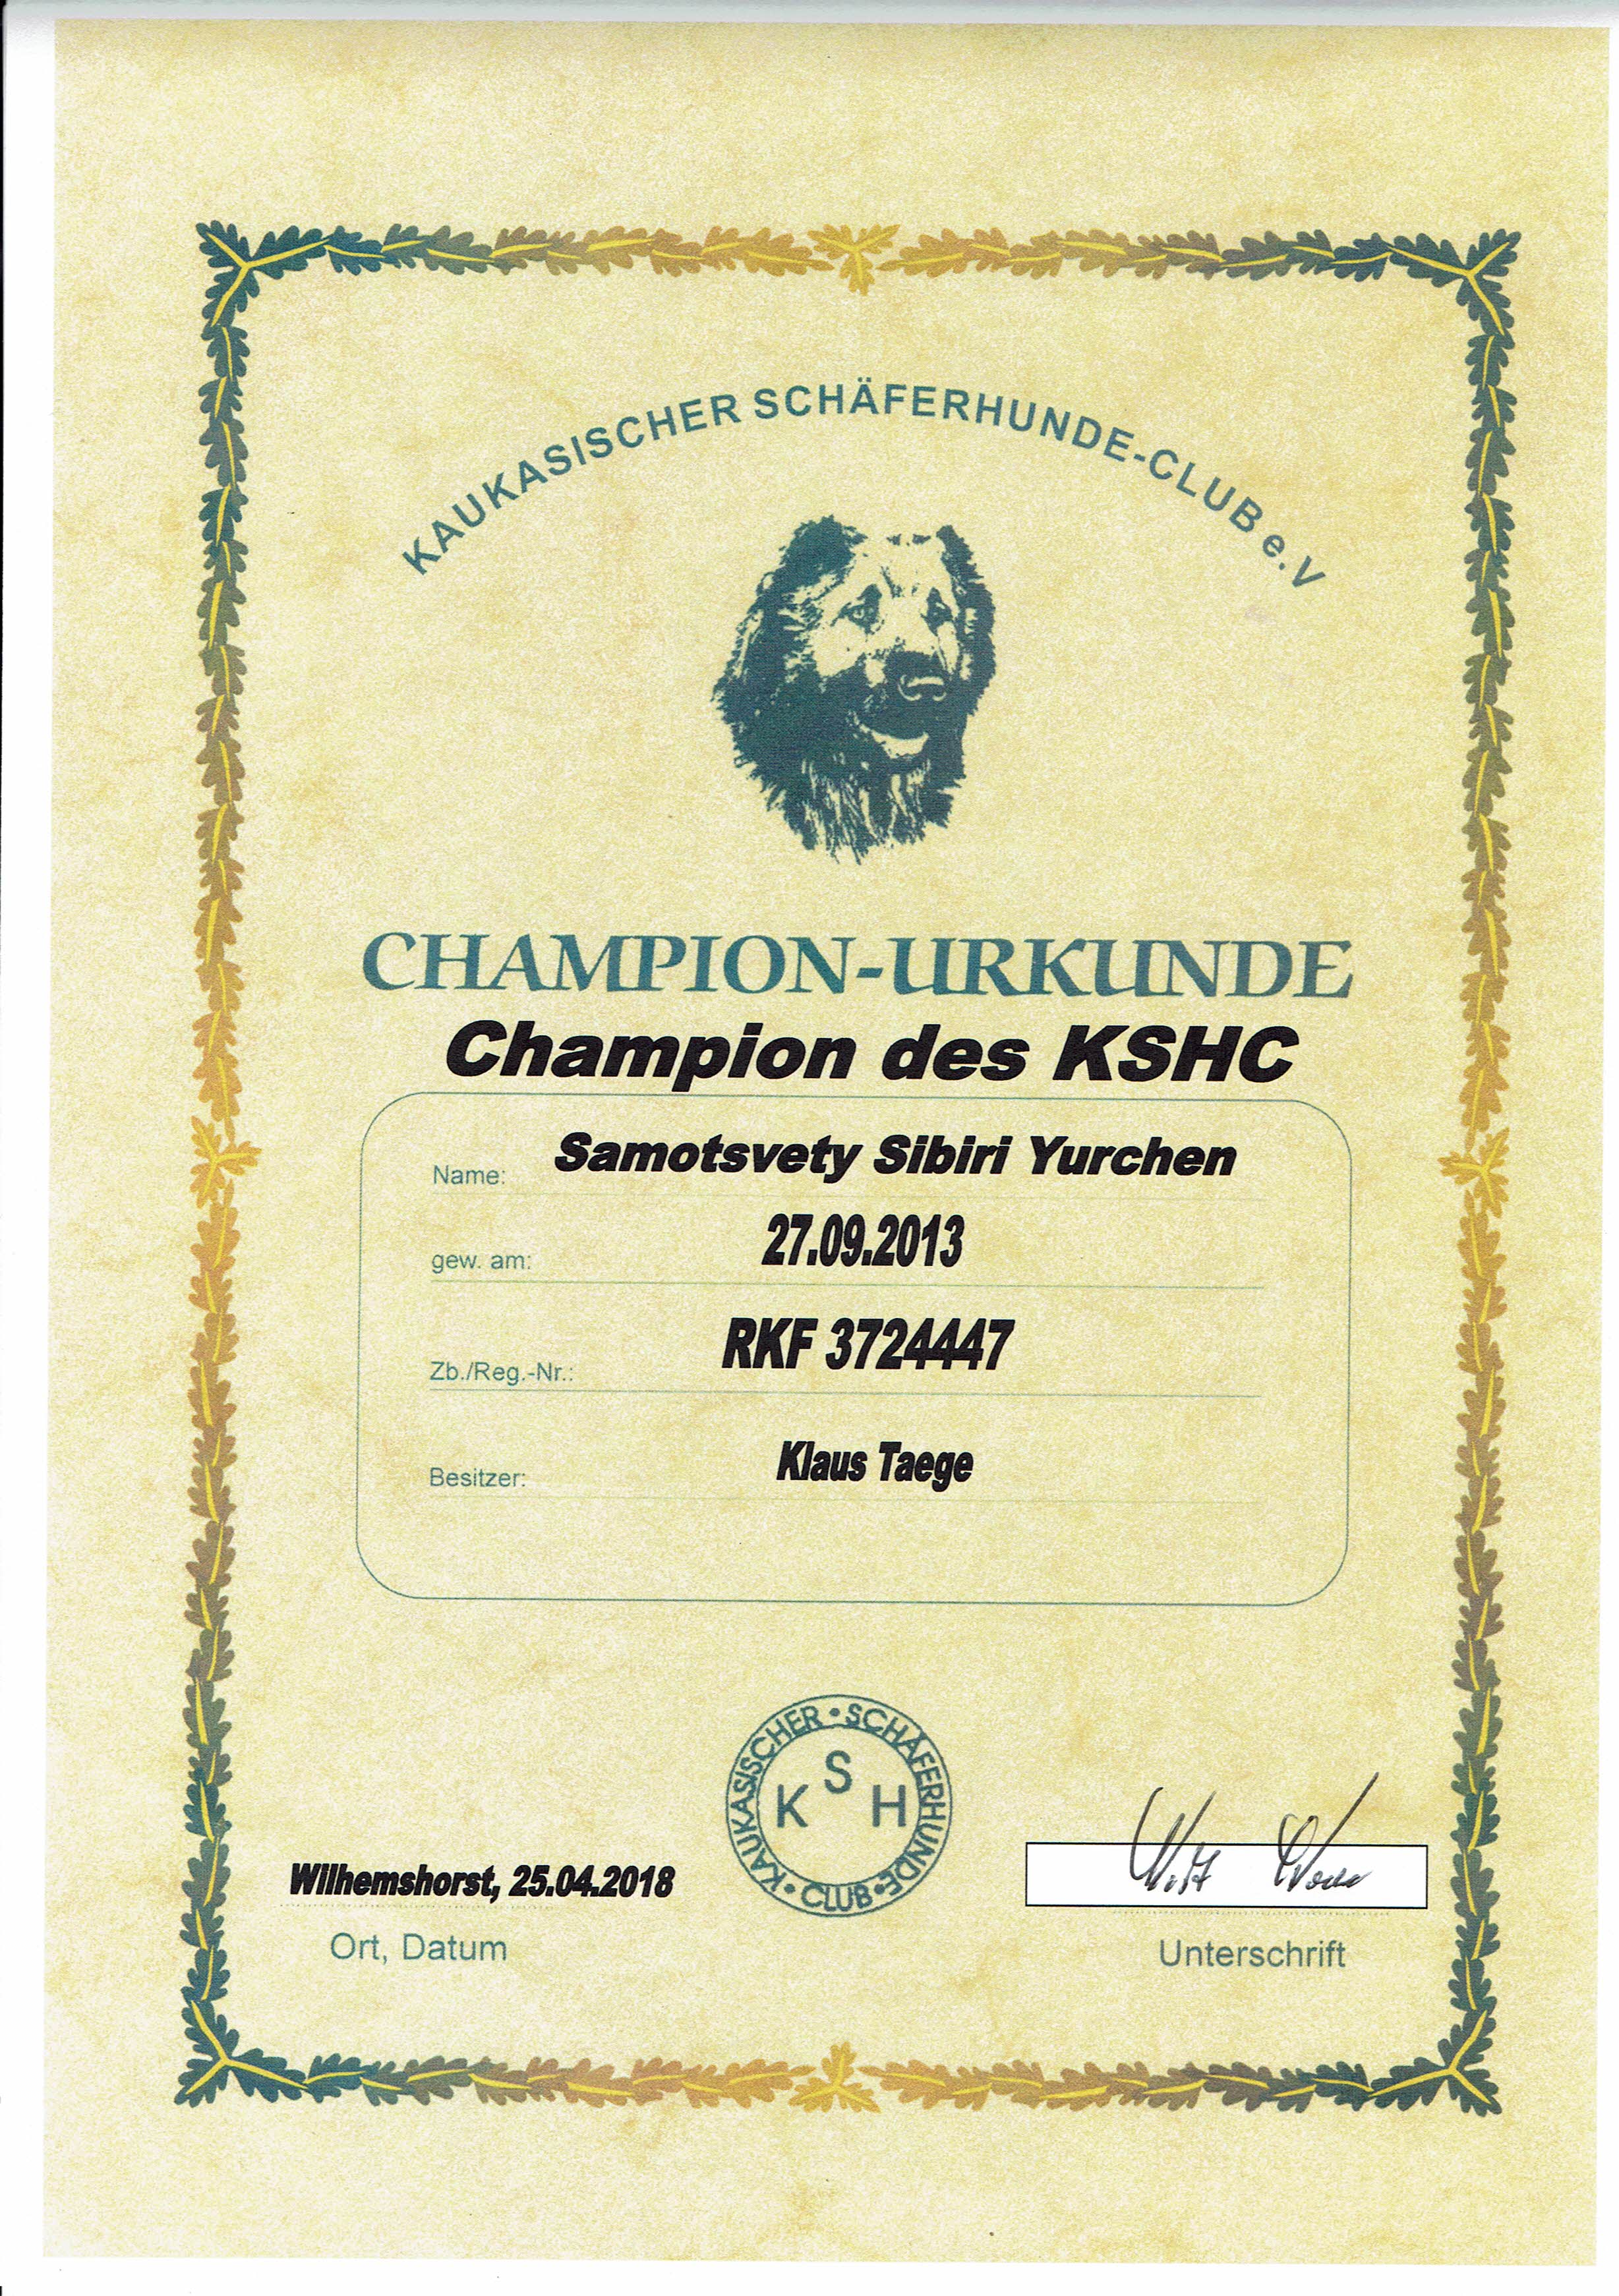 KAUKASISCHER SCHÄFERHUNDE-CLUB e.V
CHAMPION-URKUNDE
Champion des KSHC
Name: Samotsvety Sibiri Yurchen
gew. am: 27.09.2013
Zb./Reg.-Nr.: RKF 3724447
Besitzer: Klaus Taege
KAUKASISCHER • SCHÄFERHUNDE • CLUB •
K S H
Wilhemshorst, 25.04.2018
Ort, Datum
Unterschrift